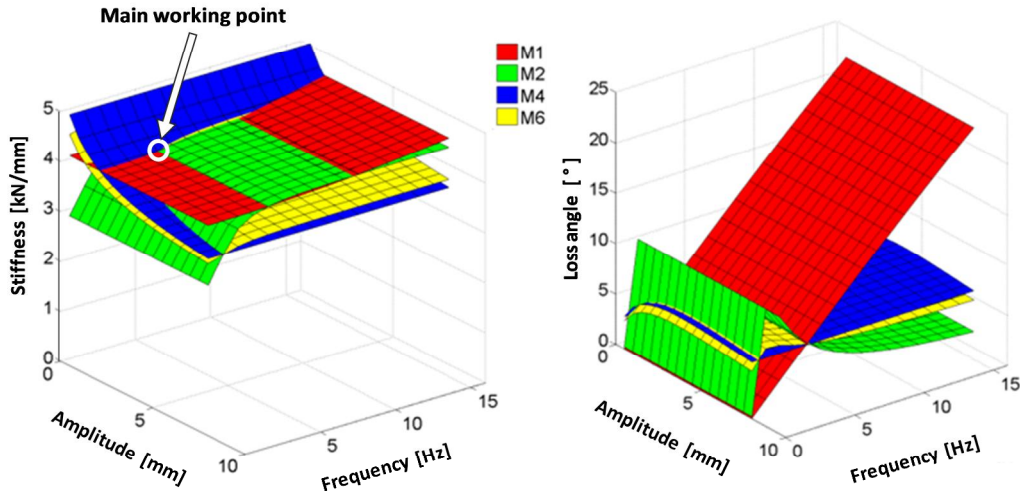 Main working point
M1
M2
M4
M6
5
4
3
2
1
0
Stiffness [kN/mm]
0
5
10
Amplitude [mm]
5
10
15
Frequency [Hz]
25
20
15
10
5
0
Loss angle [ ° ]
0
5
10
Amplitude [mm]
0
5
10
15
Frequency [Hz]